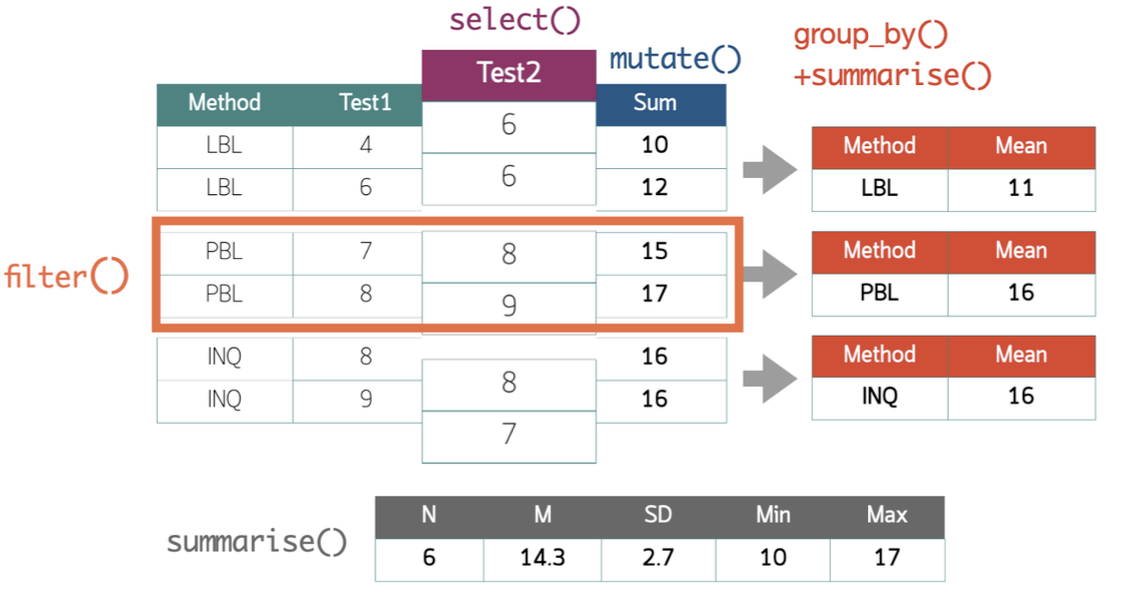 select()
mutate()
group_by()
+summarise()
Method Test1 Test2 Sum
LBL 4 6 10
LBL 6 6 12
Method Mean
LBL 11
filter()
PBL 7 8 15
PBL 8 9 17
Method Mean
PBL 16
INQ 8 8 16
INQ 9 7 16
Method Mean
INQ 16
summarise()
N M SD Min Max
6 14.3 2.7 10 17